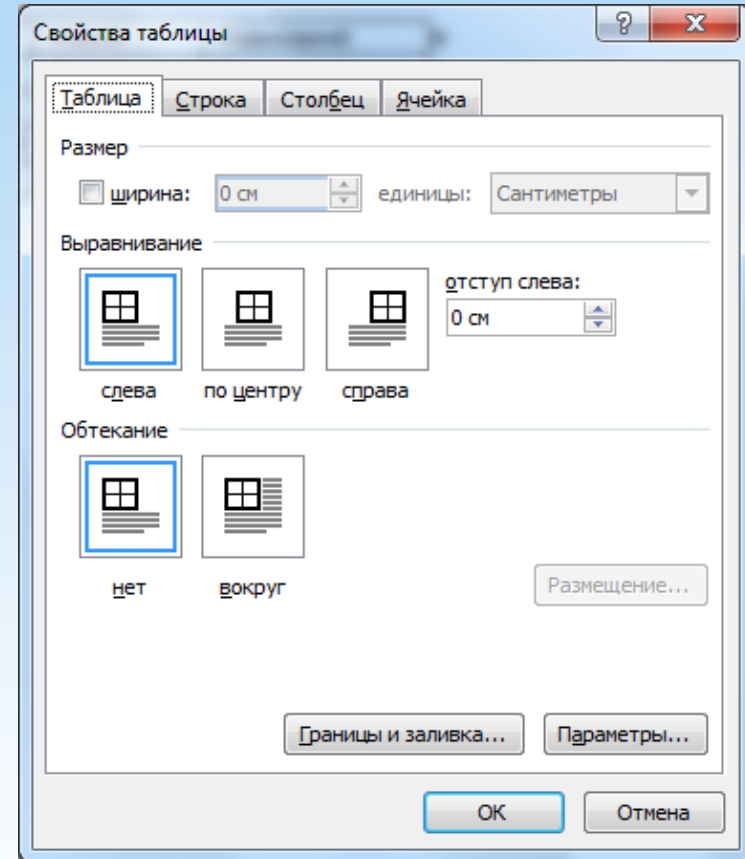 Свойства таблицы
Таблица Строка Столбец Ячейка
Размер
ширина: 0 см единицы: Сантиметры
Выравнивание
отступ слева:
0 см
слева по центру справа
Обтекание
нет вокруг
Размещение...
Границы и заливка... Параметры...
ОК Отмена